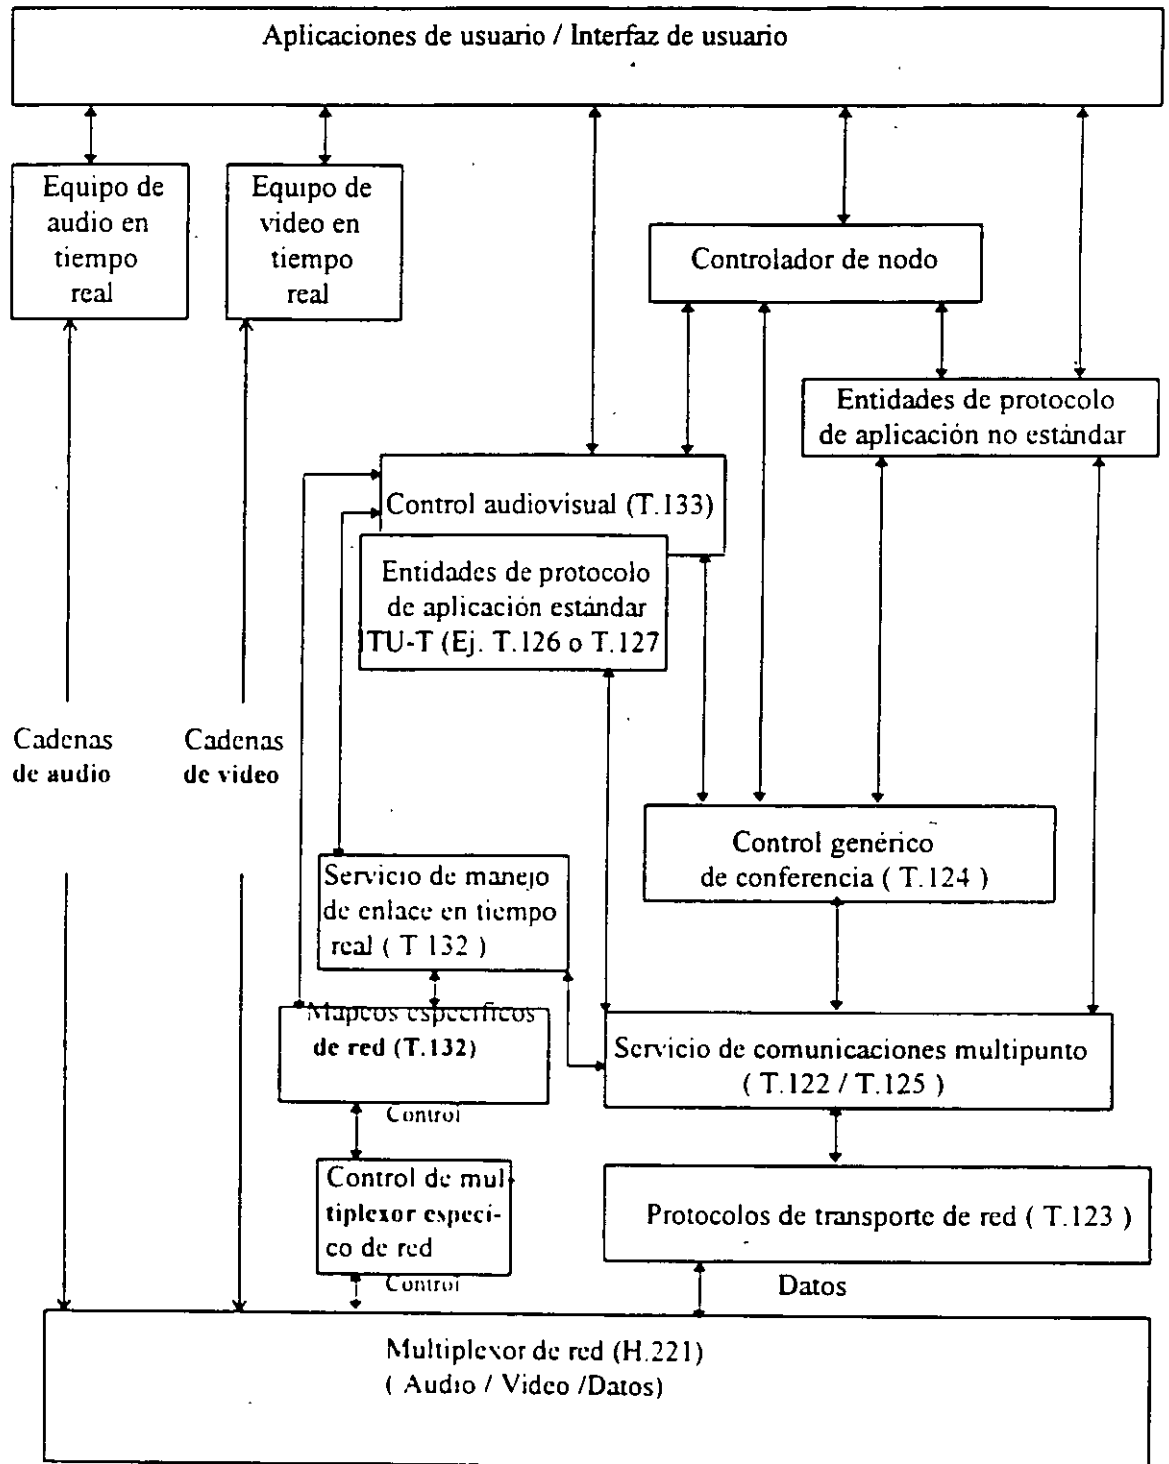 Aplicaciones de usuario / Interfaz de usuario
Equipo de
audio en
tiempo
real
Equipo de
video en
tiempo
real
Controlador de nodo
Entidades de protocolo
de aplicación no estándar
Control audiovisual (T.133)
Entidades de protocolo
de aplicación estándar
ITU-T (Ej. T.126 o T.127
Cadenas
de audio
Cadenas
de video
Control genérico
de conferencia ( T.124 )
Servicio de manejo
de enlace en tiempo
real ( T 132 )
Mapeos específicos
de red (T.132)
Servicio de comunicaciones multipunto
( T.122 / T.125 )
Control
Control de mul-
tiplexor especi-
co de red
Protocolos de transporte de red ( T.123 )
Control
Datos
Multiplexor de red (H.221)
( Audio / Video /Datos)